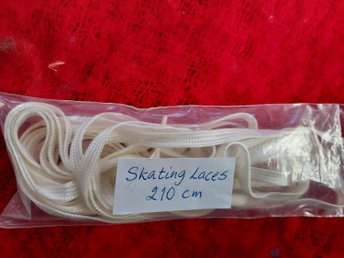 Skating Laces
210 cm